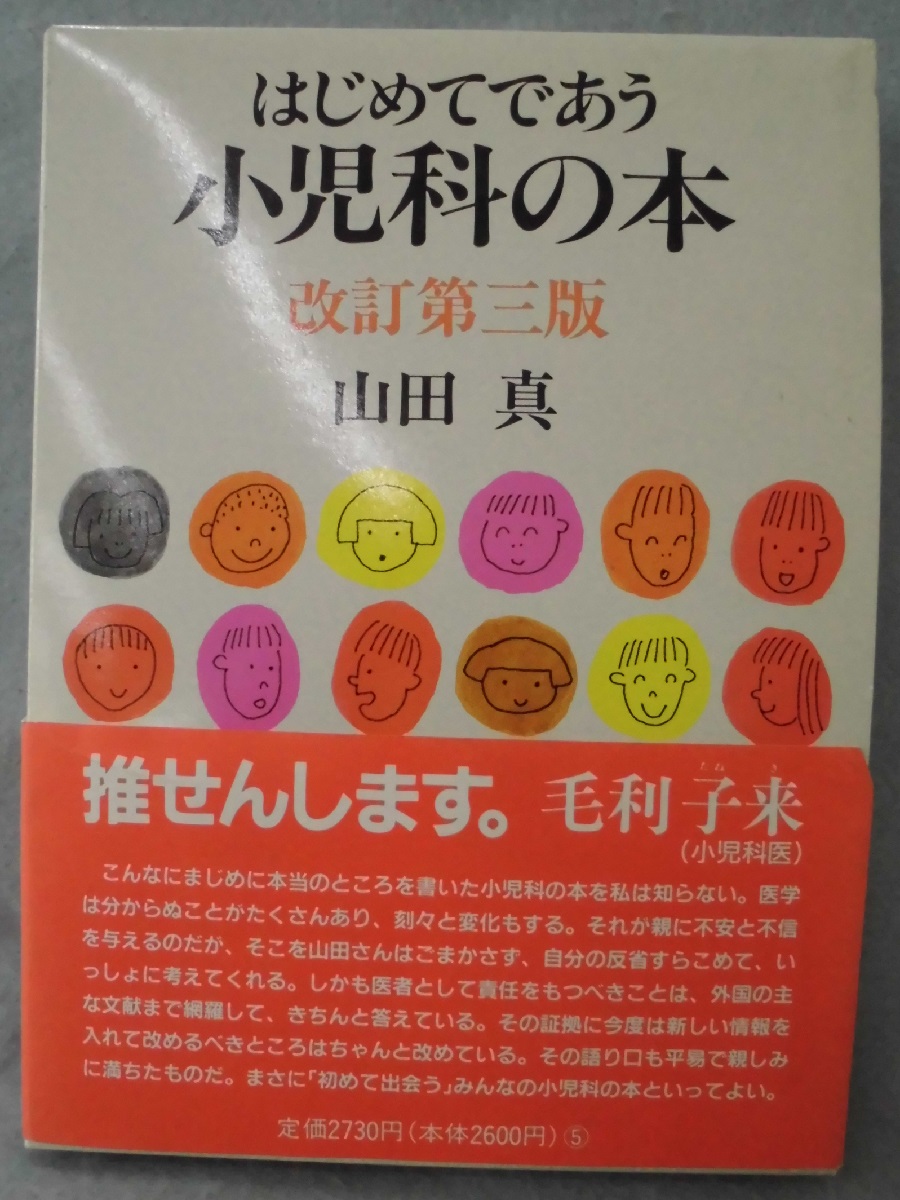 はじめてであう
小児科の本
改訂第三版
山田 真
推せんします。 毛利 子来
たね き
(小児科医)
こんなにまじめに本当のところを書いた小児科の本を私は知らない。医学
は分からぬことがたくさんあり、刻々と変化もする。それが親に不安と不信
を与えるのだが、そこを山田さんはごまかさず、自分の反省すらこめて、い
っしょに考えてくれる。しかも医者として責任をもつべきことは、外国の主
な文献まで網羅して、きちんと答えている。その証拠に今度は新しい情報を
入れて改めるべきところはちゃんと改めている。その語り口も平易で親しみ
に満ちたものだ。まさに「初めて出会う」みんなの小児科の本といってよい。
定価2730円(本体2600円)⑤